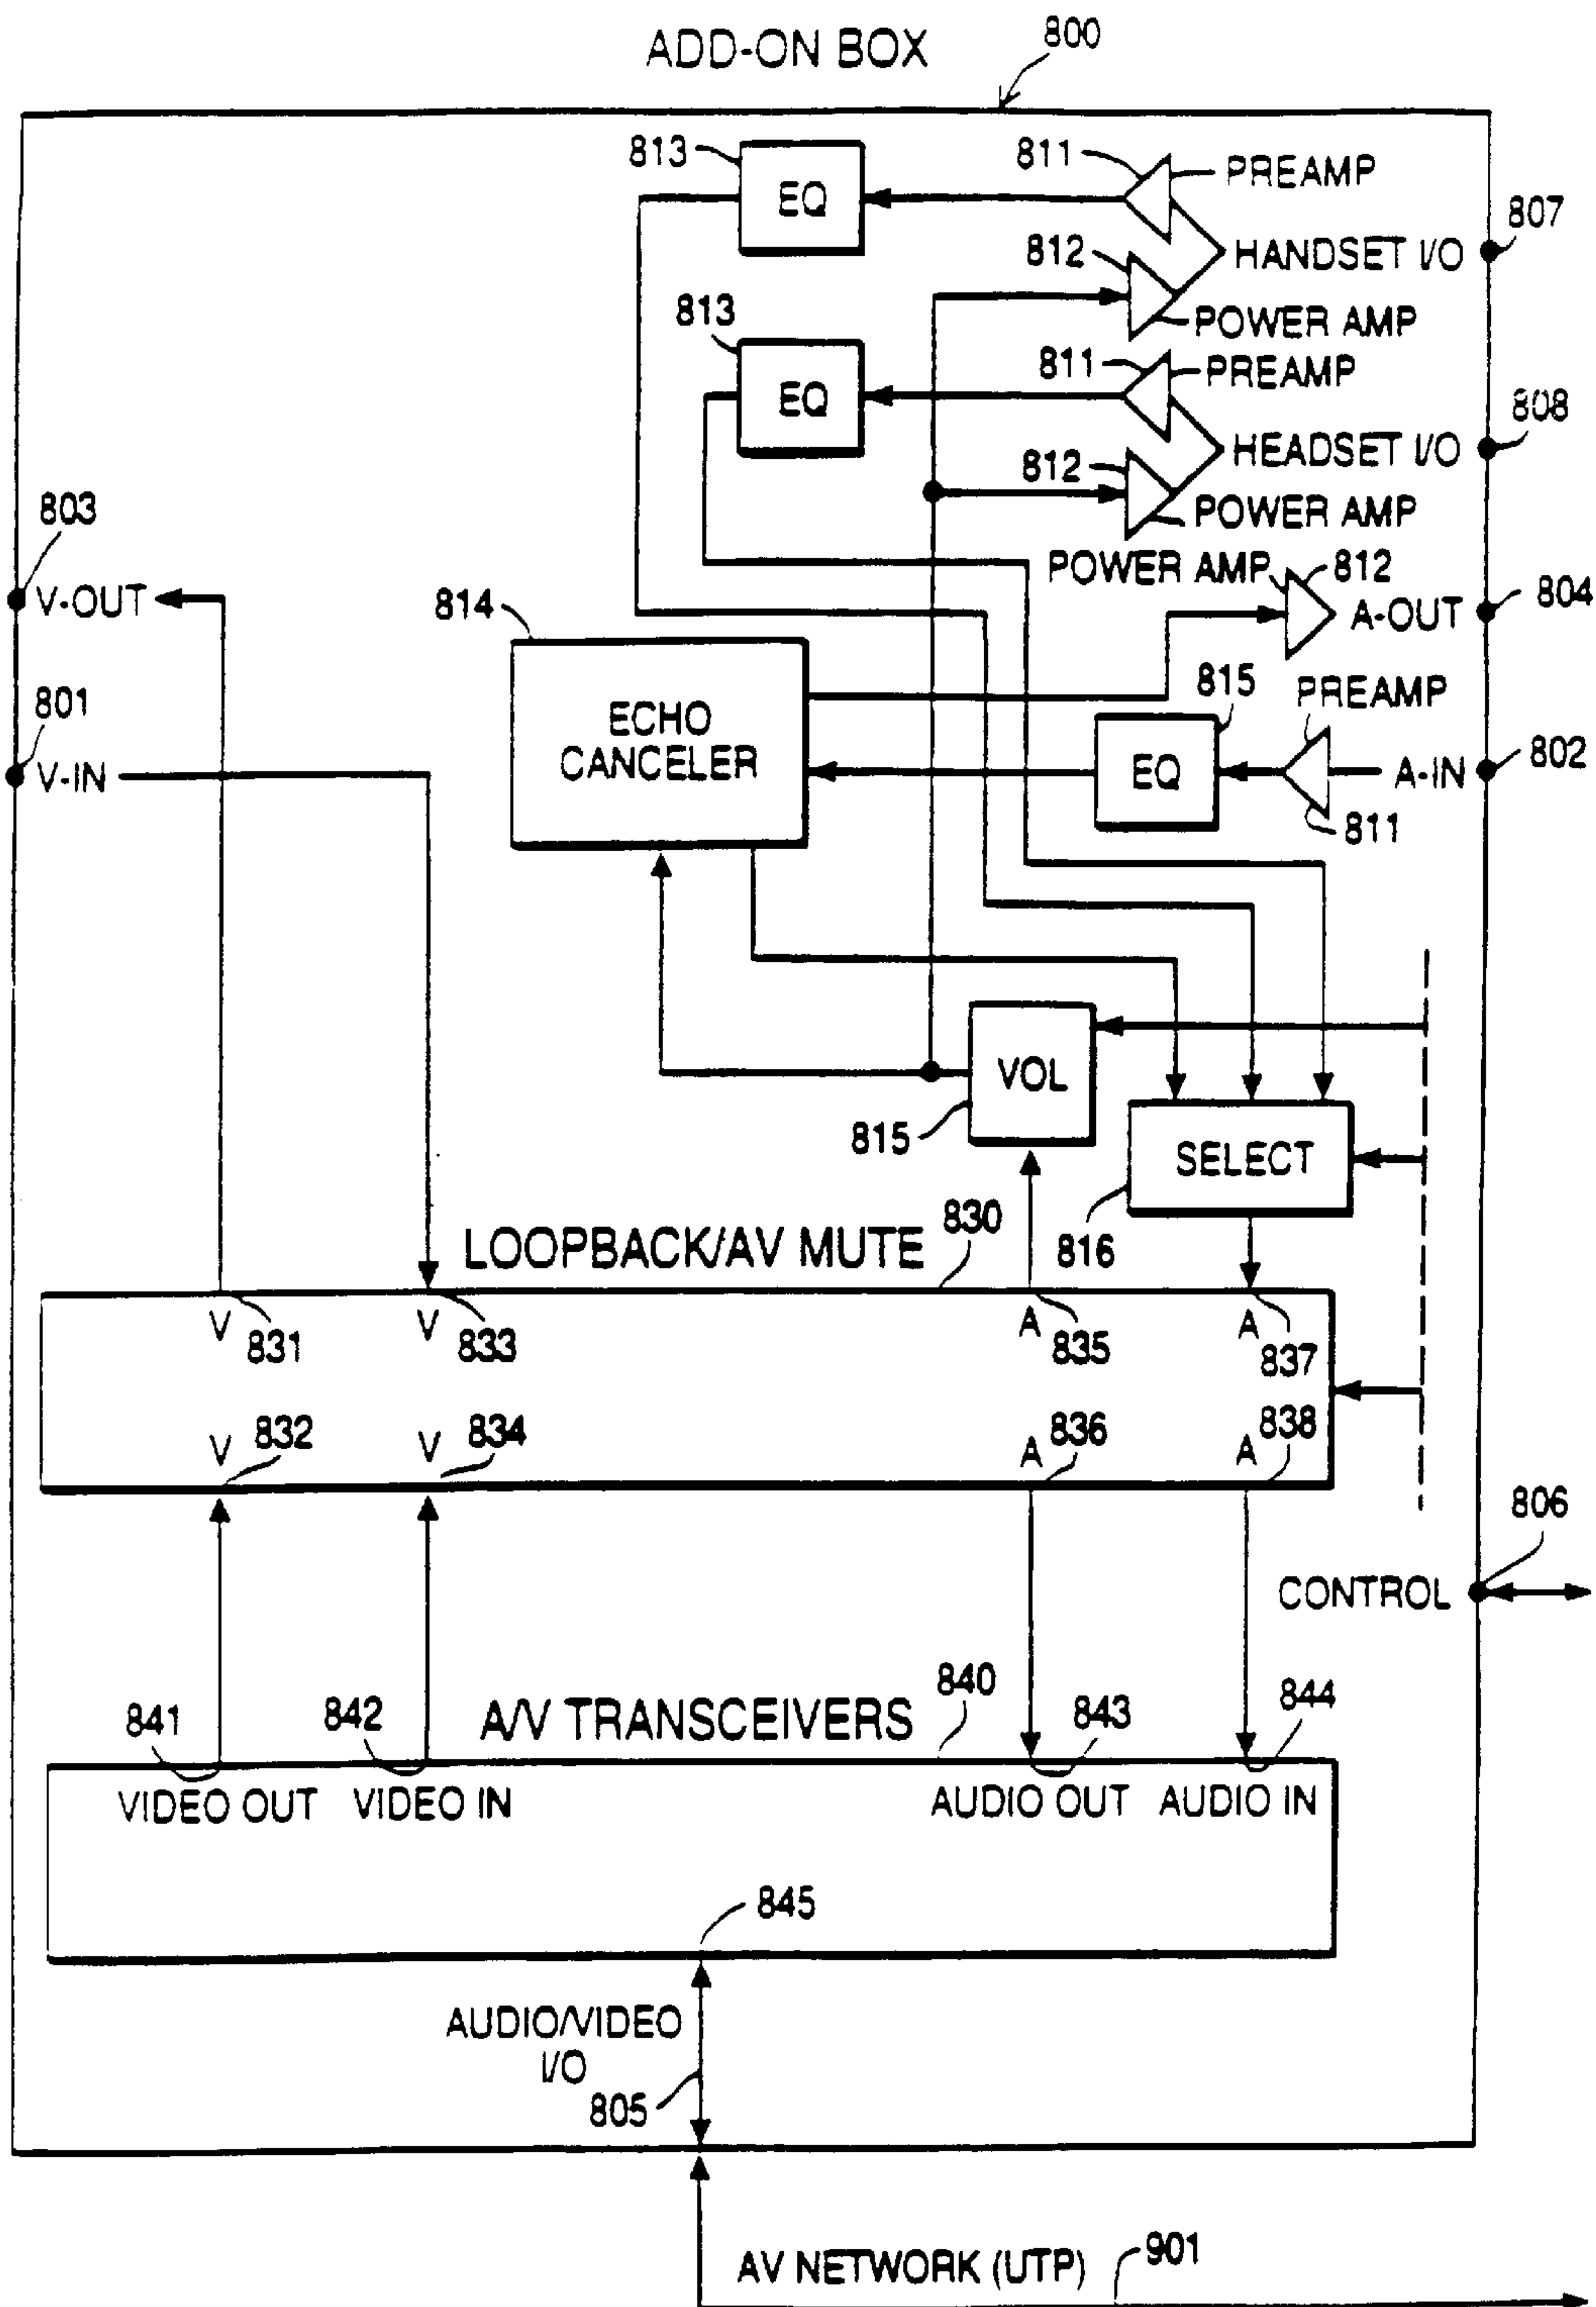 ADD-ON BOX
800
813
811
PREAMP
EQ
807
812
HANDSET I/O
813
POWER AMP
811
PREAMP
EQ
808
812
HEADSET I/O
803
POWER AMP
V-OUT
814
POWER AMP
812
A-OUT
804
801
815
PREAMP
ECHO
CANCELER
V-IN
EQ
A-IN
802
811
VOL
815
SELECT
816
LOOPBACK/AV MUTE
830
V
831
V
833
A
835
A
837
V
832
V
834
A
836
A
838
806
CONTROL
841
842
A/V TRANSCEIVERS
840
843
844
VIDEO OUT
VIDEO IN
AUDIO OUT
AUDIO IN
845
AUDIO/VIDEO
I/O
805
AV NETWORK (UTP)
901